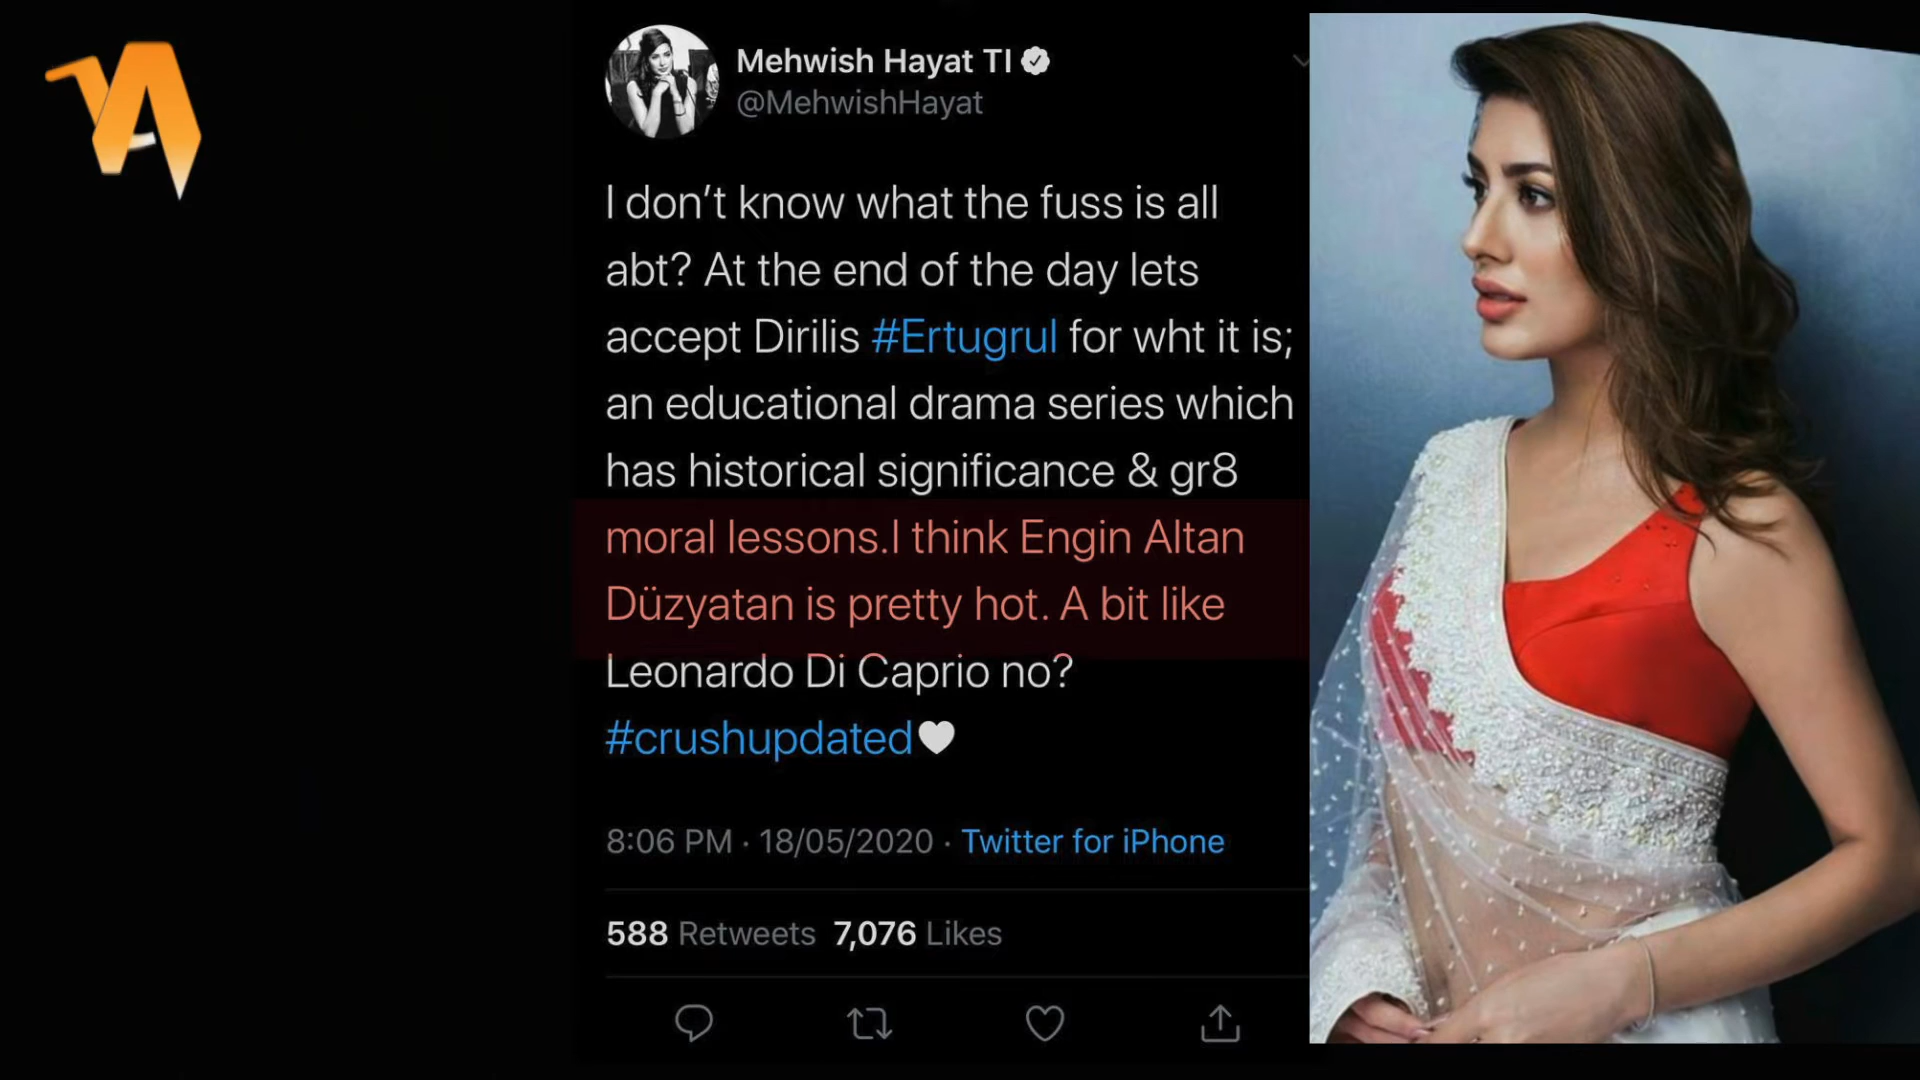 Mehwish Hayat TI
@MehwishHayat
I don’t know what the fuss is all
abt? At the end of the day lets
accept Dirilis #Ertugrul for wht it is;
an educational drama series which
has historical significance & gr8
moral lessons.I think Engin Altan
Düzyatan is pretty hot. A bit like
Leonardo Di Caprio no?
#crushupdated🤍
8:06 PM · 18/05/2020 · Twitter for iPhone
588 Retweets 7,076 Likes